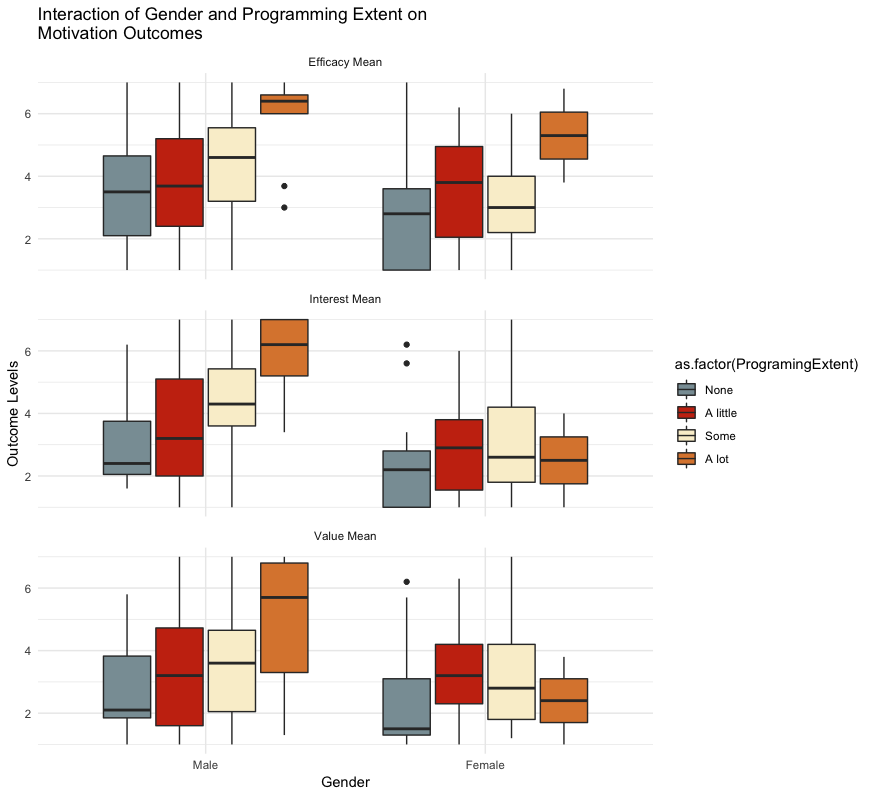 Interaction of Gender and Programming Extent on
Motivation Outcomes
Efficacy Mean
6
4
2
Interest Mean
6
4
2
Value Mean
6
4
2
Outcome Levels
Male
Female
Gender
as.factor(ProgramingExtent)
None
A little
Some
A lot